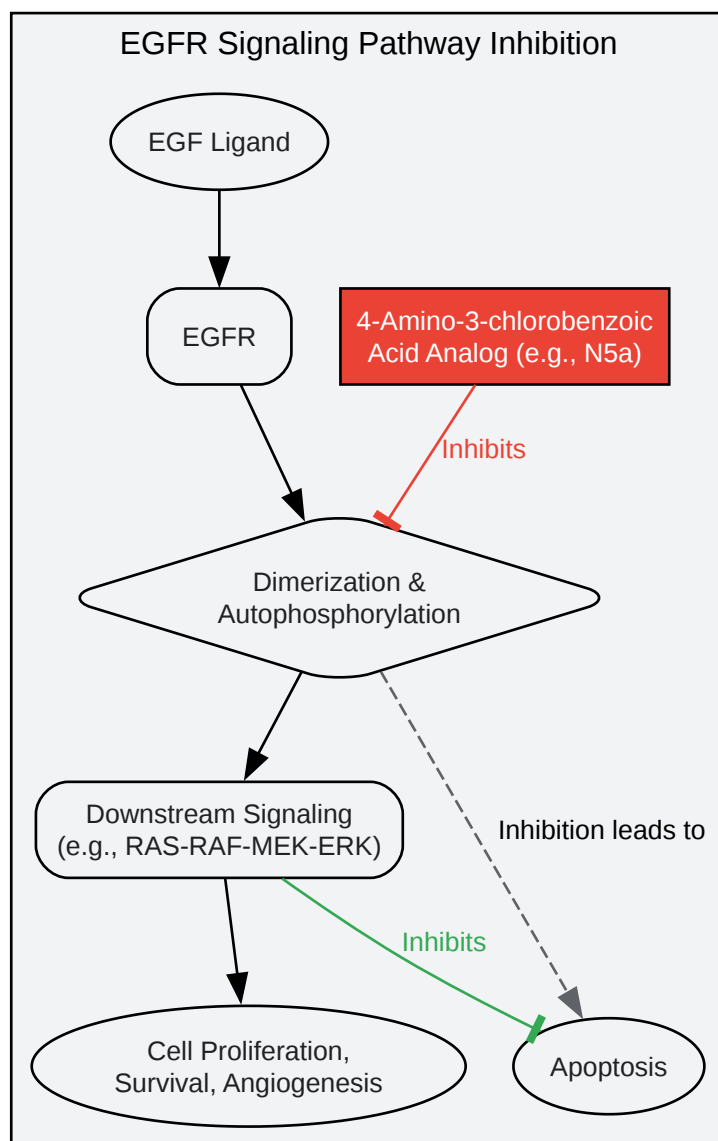 EGFR Signaling Pathway Inhibition
EGF Ligand
EGFR
4-Amino-3-chlorobenzoic
Acid Analog (e.g., N5a)
Inhibits
Dimerization &
Autophosphorylation
Downstream Signaling
(e.g., RAS-RAF-MEK-ERK)
Inhibition leads to
Inhibits
Cell Proliferation,
Survival, Angiogenesis
Apoptosis